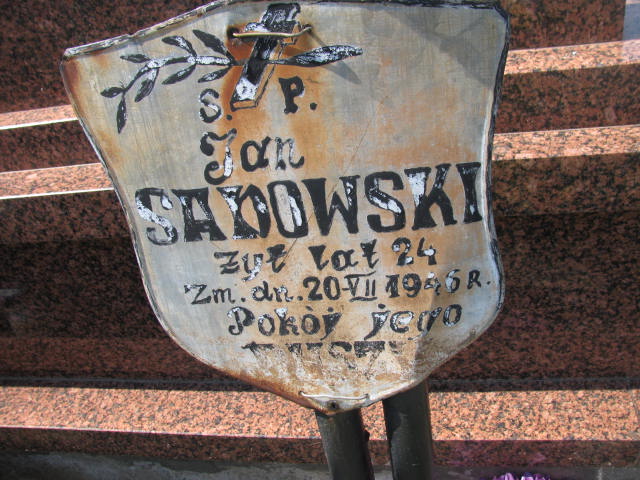 S. P.
Jan
SADOWSKI
żył lat 24
Zm. dn. 20-VII 1946 R.
Pokój jego